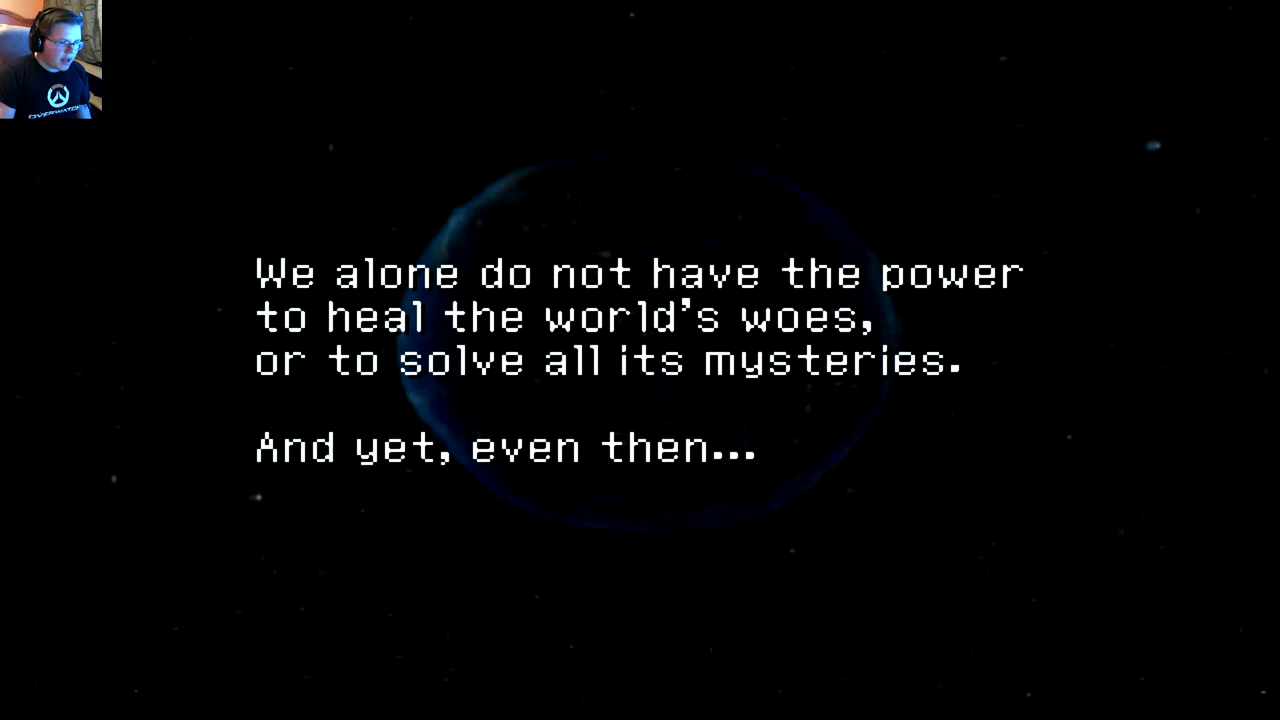 OVERWATCH
We alone do not have the power
to heal the world's woes,
or to solve all its mysteries.
And yet, even then...